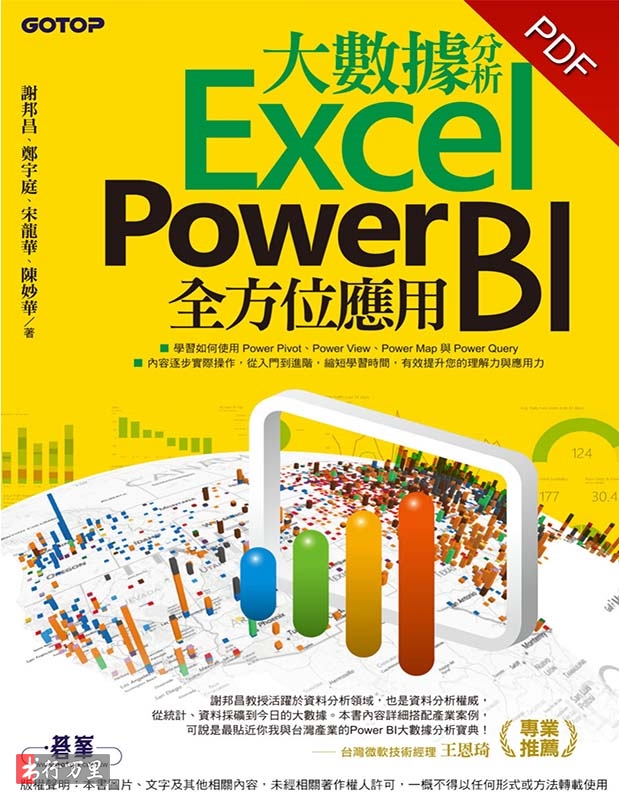 GOTOP
PDF
大數據分析
Excel
Power BI
全方位應用
謝邦昌、鄭宇庭、宋龍華、陳妙華/著
■ 學習如何使用 Power Pivot、Power View、Power Map 與 Power Query
■ 內容逐步實際操作,從入門到進階,縮短學習時間,有效提升您的理解力與應用力
124
177
30.4
OREGON
NEVADA
Phoenix
Monterrey
謝邦昌教授活躍於資料分析領域,也是資料分析權威,
從統計、資料採礦到今日的大數據。本書內容詳細搭配產業案例,
可說是最貼近你我與台灣產業的Power BI大數據分析寶典!
——台灣微軟技術經理 王恩琦
專業
推薦
碁峯
书行万里
版權聲明:本書圖片、文字及其他相關內容,未經相關著作權人許可,一概不得以任何形式或方法轉載使用